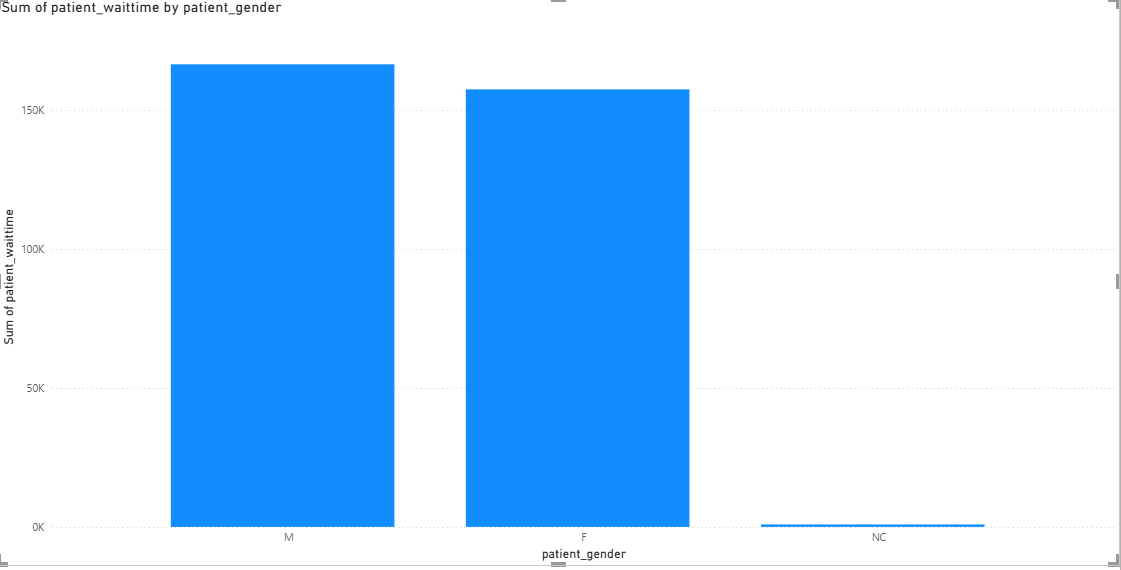 Sum of patient_waittime by patient_gender
150K
100K
50K
0K
Sum of patient_waittime
M
F
NC
patient_gender